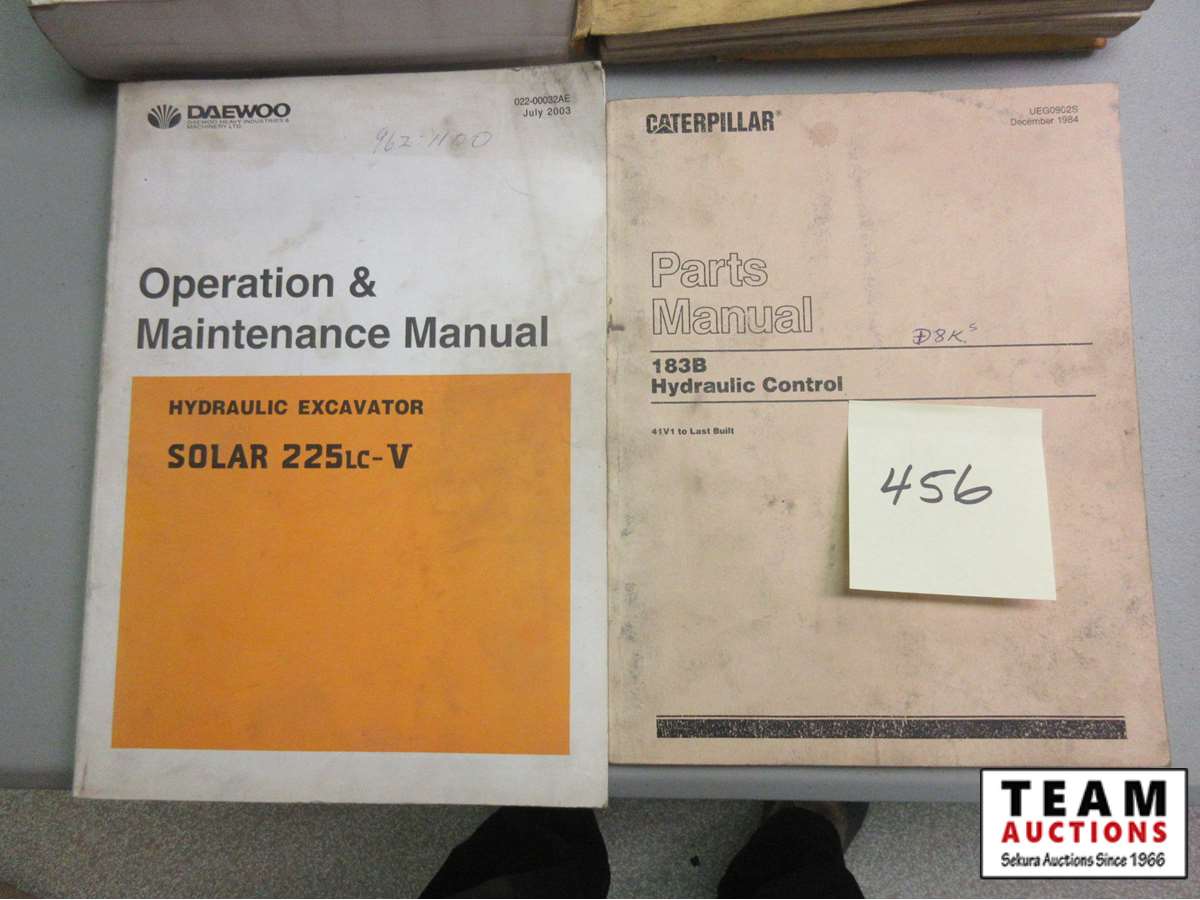 DAEWOO
DAEWOO HEAVY INDUSTRIES &
MACHINERY LTD.
022-00032AE
July 2003
962-1100
Operation &
Maintenance Manual
HYDRAULIC EXCAVATOR
SOLAR 225LC-V
CATERPILLAR®
UEG0902S
December 1984
Parts
Manual
D8Ks
183B
Hydraulic Control
41V1 to Last Built
456
TEAM
AUCTIONS
Sekura Auctions Since 1966